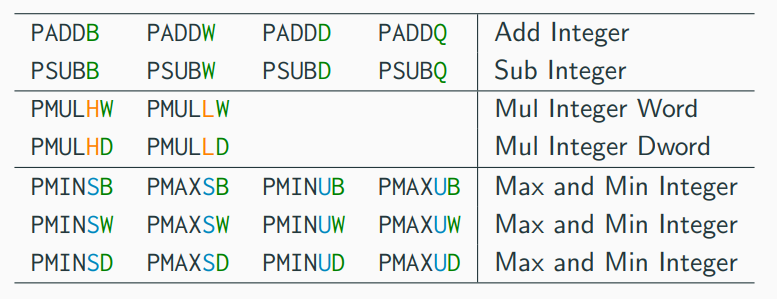 PADDB PADDW PADDD PADDQ Add Integer
PSUBB PSUBW PSUBD PSUBQ Sub Integer
PMULHW PMULLW Mul Integer Word
PMULHD PMULLD Mul Integer Dword
PMINSB PMAXSB PMINUB PMAXUB Max and Min Integer
PMINSW PMAXSW PMINUW PMAXUW Max and Min Integer
PMINSD PMAXSD PMINUD PMAXUD Max and Min Integer